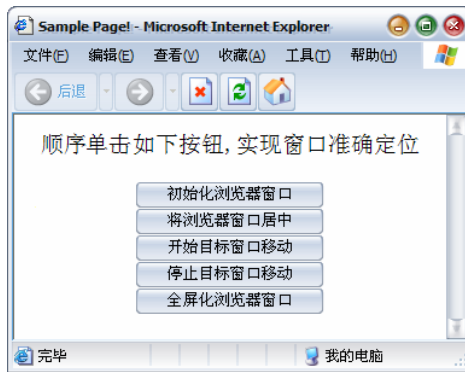 Sample Page! - Microsoft Internet Explorer
文件(F) 编辑(E) 查看(V) 收藏(A) 工具(T) 帮助(H)
后退
顺序单击如下按钮,实现窗口准确定位
初始化浏览器窗口
将浏览器窗口居中
开始目标窗口移动
停止目标窗口移动
全屏化浏览器窗口
完毕 我的电脑